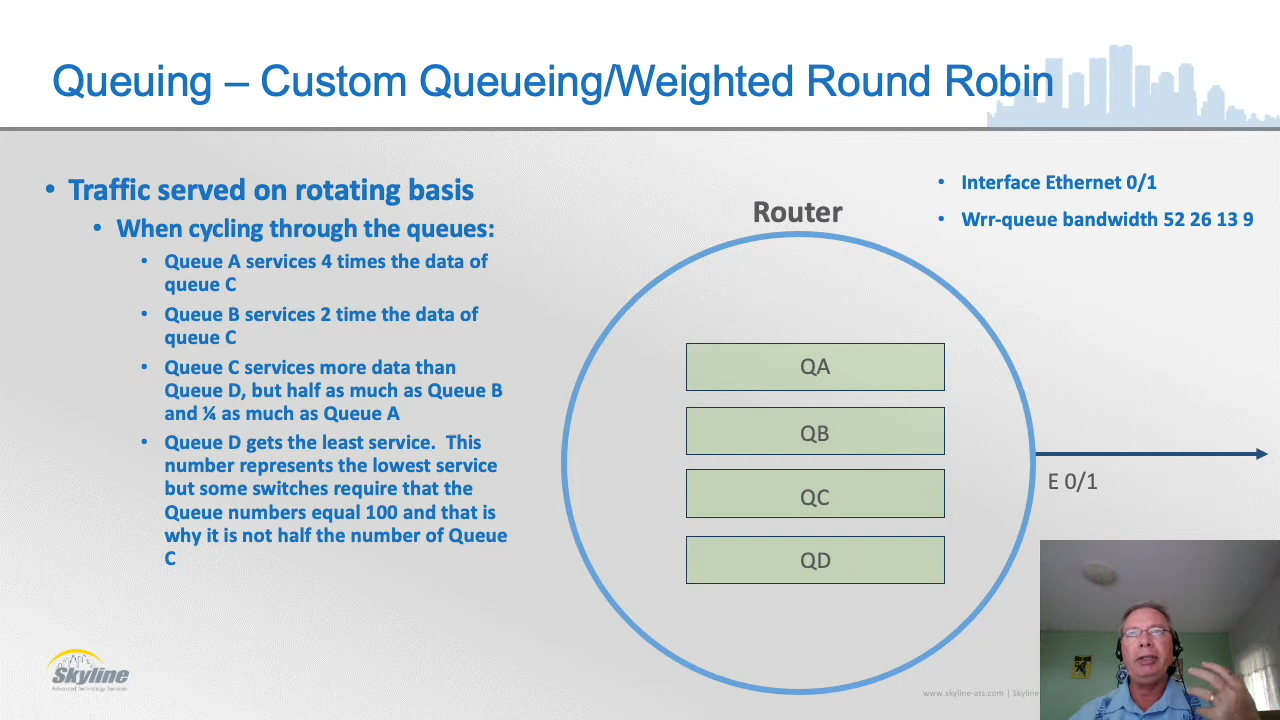 Queuing – Custom Queueing/Weighted Round Robin
• Traffic served on rotating basis
• When cycling through the queues:
• Queue A services 4 times the data of
queue C
• Queue B services 2 time the data of
queue C
• Queue C services more data than
Queue D, but half as much as Queue B
and ¼ as much as Queue A
• Queue D gets the least service.  This
number represents the lowest service
but some switches require that the
Queue numbers equal 100 and that is
why it is not half the number of Queue
C
Router
• Interface Ethernet 0/1
• Wrr-queue bandwidth 52 26 13 9
QA
QB
QC
QD
E 0/1
Skyline
Advanced Technology Services
www.skyline-ats.com | Skyline